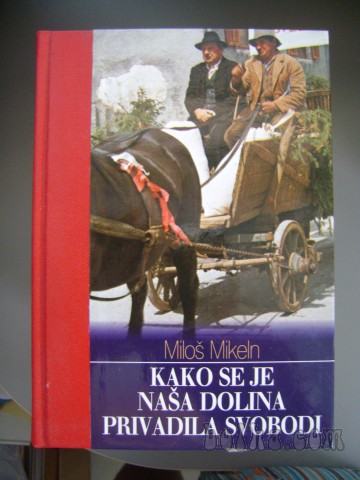 Miloš Mikeln
KAKO SE JE
NAŠA DOLINA
PRIVADILA SVOBODI